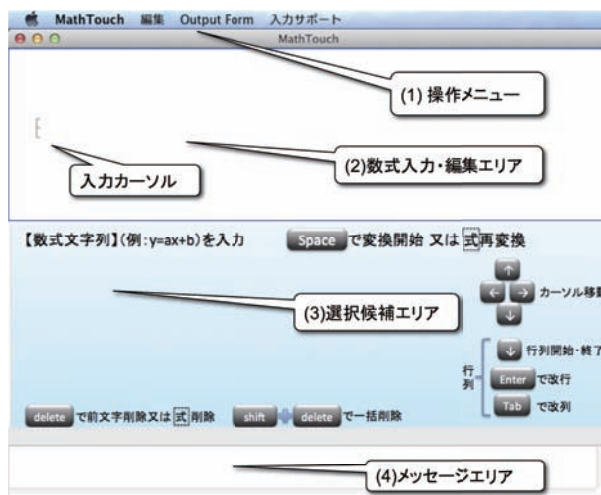 MathTouch 編集 Output Form 入力サポート
MathTouch
(1) 操作メニュー
(2)数式入力・編集エリア
入力カーソル
【数式文字列】(例:y=ax+b)を入力 Space で変換開始 又は 式 再変換
↑
← → カーソル移動
↓
(3)選択候補エリア
↓ 行列開始・終了
行列
Enter で改行
Tab で改列
delete で前文字削除又は 式 削除 shift delete で一括削除
(4)メッセージエリア